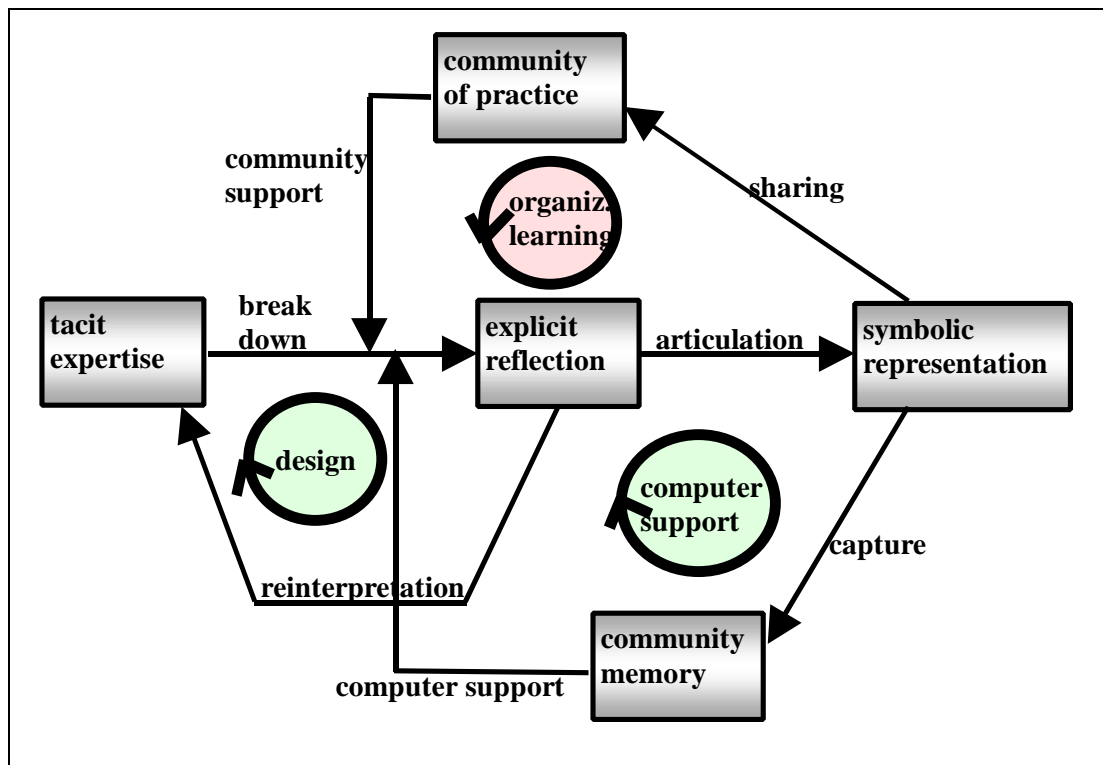 community
of practice
community
support
sharing
organiz.
learning
tacit
expertise
break
down
explicit
reflection
articulation
symbolic
representation
design
computer
support
capture
reinterpretation
community
memory
computer support